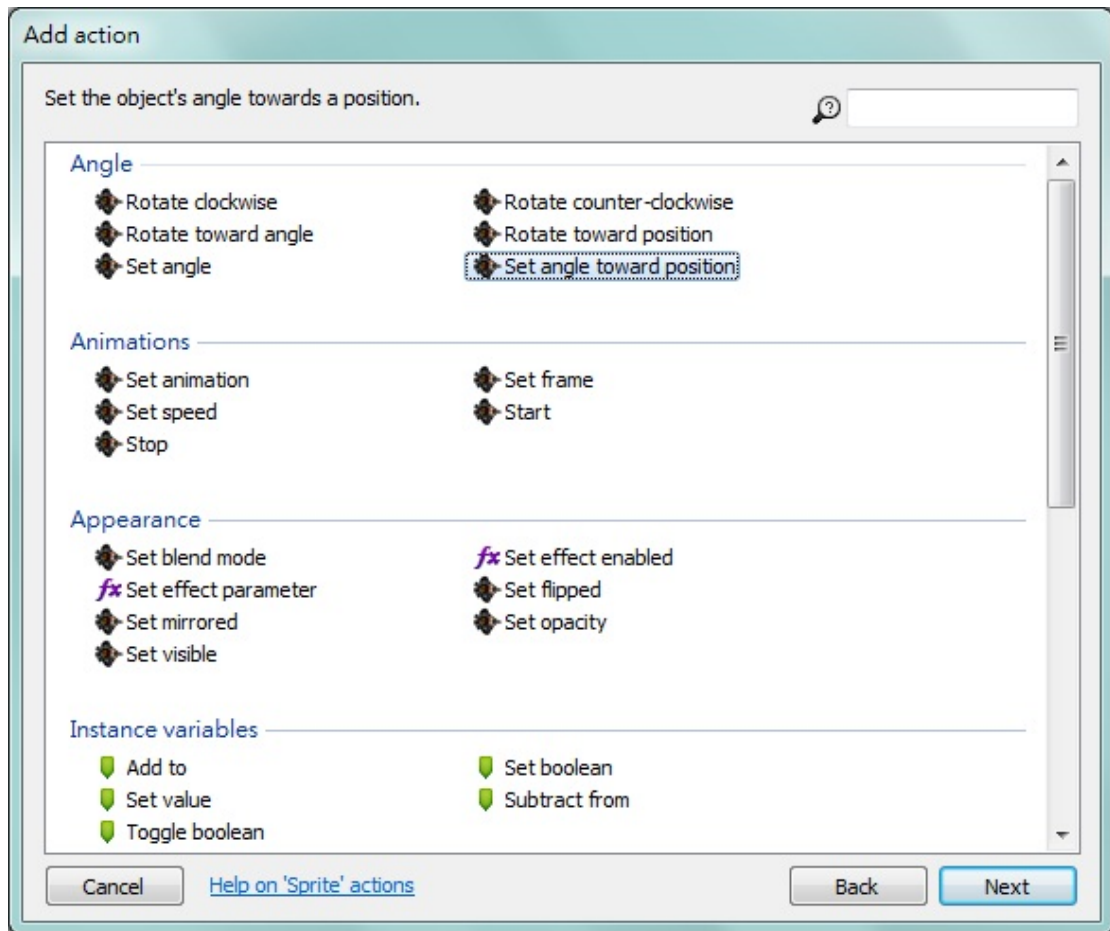 Add action
Set the object's angle towards a position.
Angle
Rotate clockwise Rotate counter-clockwise
Rotate toward angle Rotate toward position
Set angle Set angle toward position
Animations
Set animation Set frame
Set speed Start
Stop
Appearance
Set blend mode fx Set effect enabled
fx Set effect parameter Set flipped
Set mirrored Set opacity
Set visible
Instance variables
Add to Set boolean
Set value Subtract from
Toggle boolean
Cancel Help on 'Sprite' actions Back Next